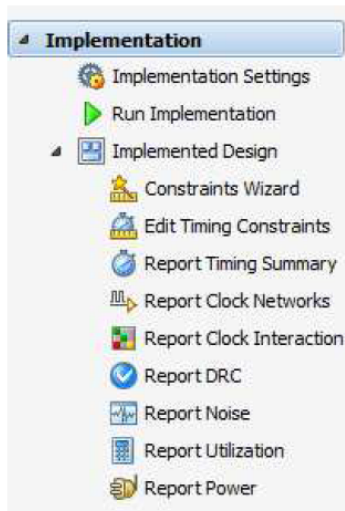 Implementation
Implementation Settings
Run Implementation
Implemented Design
Constraints Wizard
Edit Timing Constraints
Report Timing Summary
Report Clock Networks
Report Clock Interaction
Report DRC
Report Noise
Report Utilization
Report Power